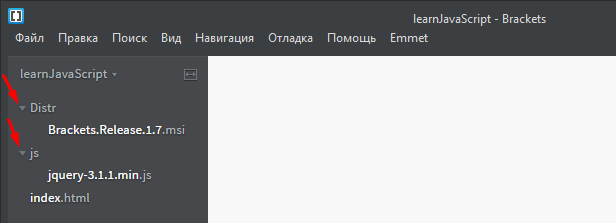 learnJavaScript - Brackets
Файл Правка Поиск Вид Навигация Отладка Помощь Emmet
learnJavaScript
Distr
Brackets.Release.1.7.msi
js
jquery-3.1.1.min.js
index.html